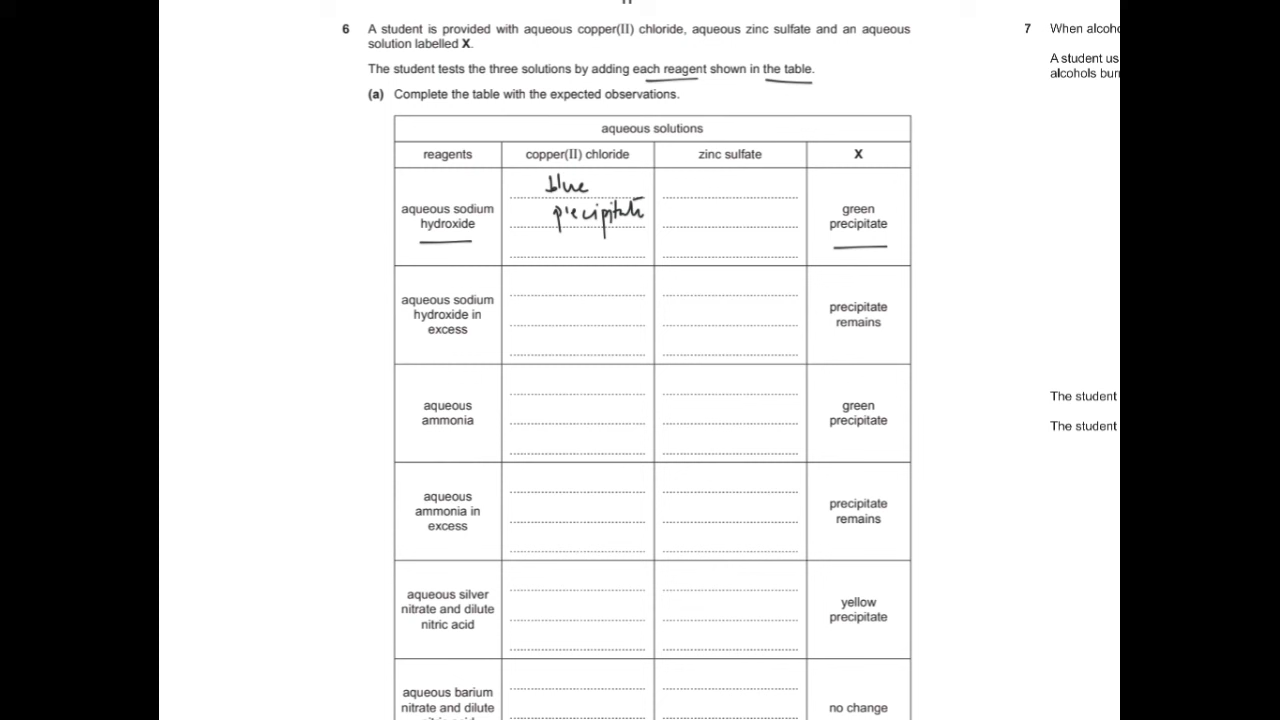 6 A student is provided with aqueous copper(II) chloride, aqueous zinc sulfate and an aqueous
solution labelled X.
The student tests the three solutions by adding each reagent shown in the table.
(a) Complete the table with the expected observations.
aqueous solutions
reagents copper(II) chloride zinc sulfate X
aqueous sodium
hydroxide
blue
precipitate
green
precipitate
aqueous sodium
hydroxide in
excess
precipitate
remains
aqueous
ammonia
green
precipitate
aqueous
ammonia in
excess
precipitate
remains
aqueous silver
nitrate and dilute
nitric acid
yellow
precipitate
aqueous barium
nitrate and dilute
no change
7 When alcoh
A student us
alcohols bur
The student
The student